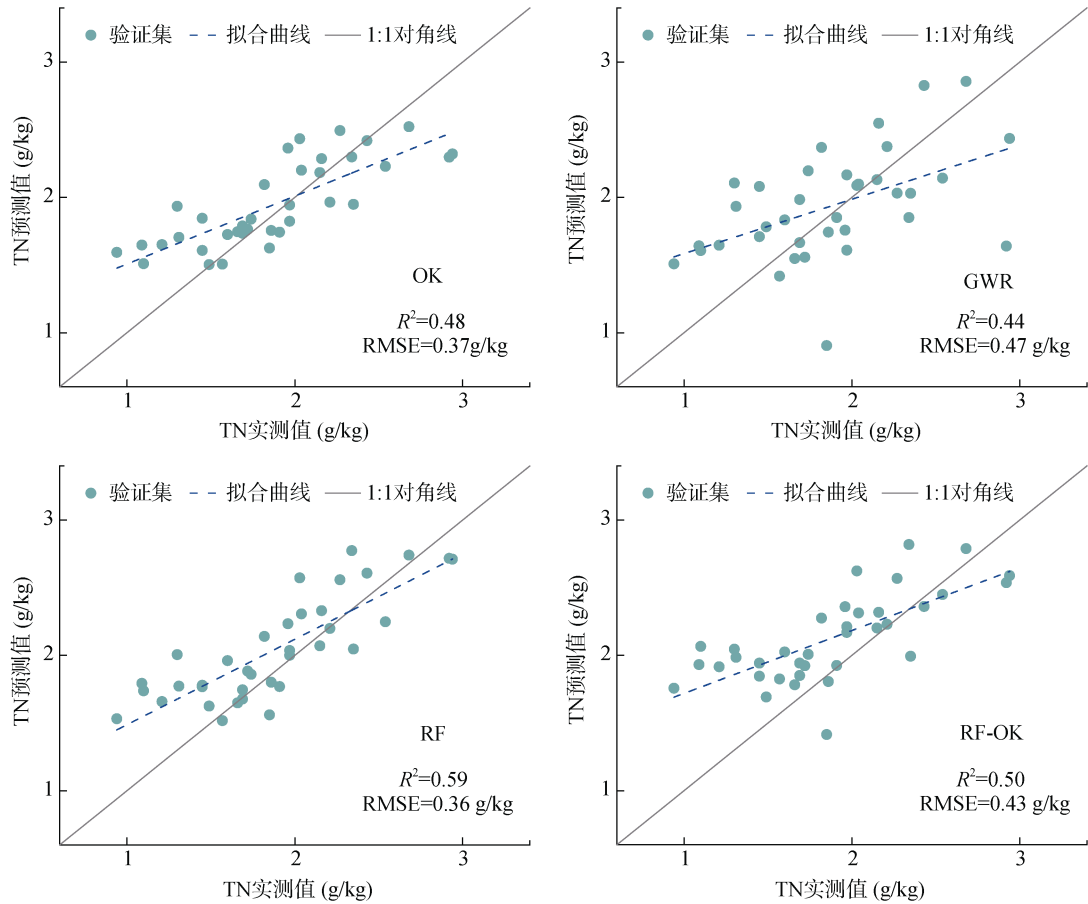 验证集 拟合曲线 1:1对角线
3
2
1
TN预测值 (g/kg)
OK
R²=0.48
RMSE=0.37g/kg
1 2 3
TN实测值 (g/kg)
验证集 拟合曲线 1:1对角线
3
2
1
TN预测值 (g/kg)
GWR
R²=0.44
RMSE=0.47 g/kg
1 2 3
TN实测值 (g/kg)
验证集 拟合曲线 1:1对角线
3
2
1
TN预测值 (g/kg)
RF
R²=0.59
RMSE=0.36 g/kg
1 2 3
TN实测值 (g/kg)
验证集 拟合曲线 1:1对角线
3
2
1
TN预测值 (g/kg)
RF-OK
R²=0.50
RMSE=0.43 g/kg
1 2 3
TN实测值 (g/kg)